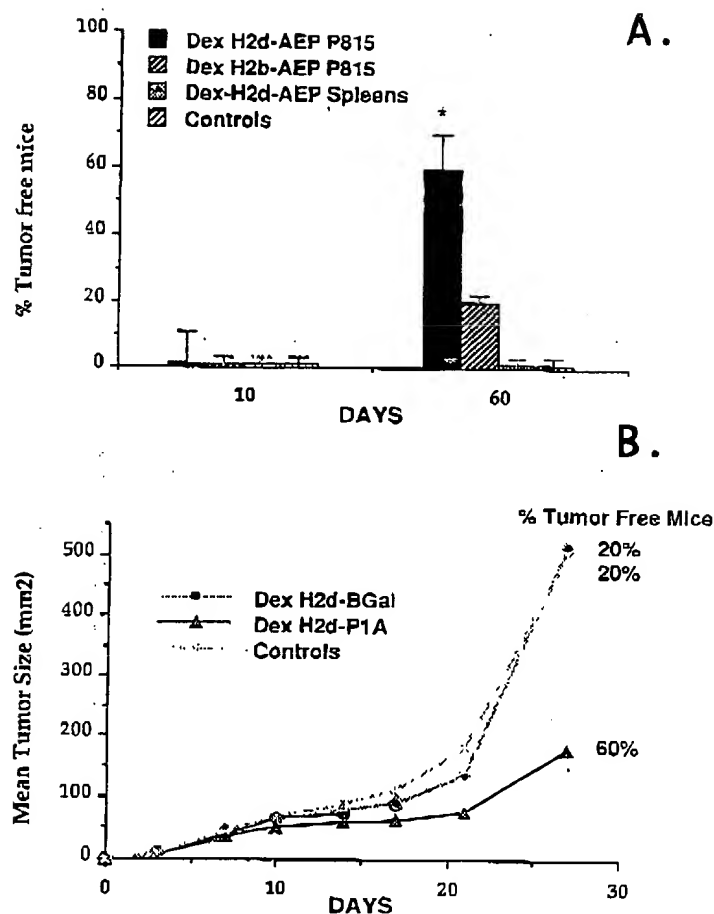 A.
100
80
60
40
20
0
% Tumor free mice
Dex H2d-AEP P815
Dex H2b-AEP P815
Dex-H2d-AEP Spleens
Controls
*
10
60
DAYS
B.
% Tumor Free Mice
500
400
300
200
100
0
Mean Tumor Size (mm2)
Dex H2d-BGal
Dex H2d-P1A
Controls
20%
20%
60%
0
10
20
30
DAYS